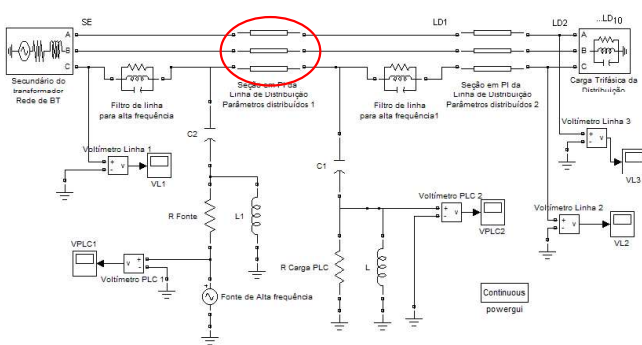 SE
LD1
LD2
...LD10
A
B
C
A
B
C
Secundário do
transformador
Rede de BT
Filtro de linha
para alta frequência
Seção em PI da
Linha de Distribuição
Parâmetros distribuídos 1
Filtro de linha
para alta frequência1
Seção em PI da
Linha de Distribuição
Parâmetros distribuídos 2
Carga Trifásica da
Distribuição
C2
C1
Voltímetro Linha 1
+
-
v
VL1
Voltímetro Linha 3
+
-
v
VL3
R Fonte
L1
Voltímetro PLC 2
+
-
v
VPLC2
Voltímetro Linha 2
+
-
v
VL2
VPLC1
v
+
-
Voltímetro PLC 1
R Carga PLC
L
Fonte de Alta frequência
Continuous
powergui